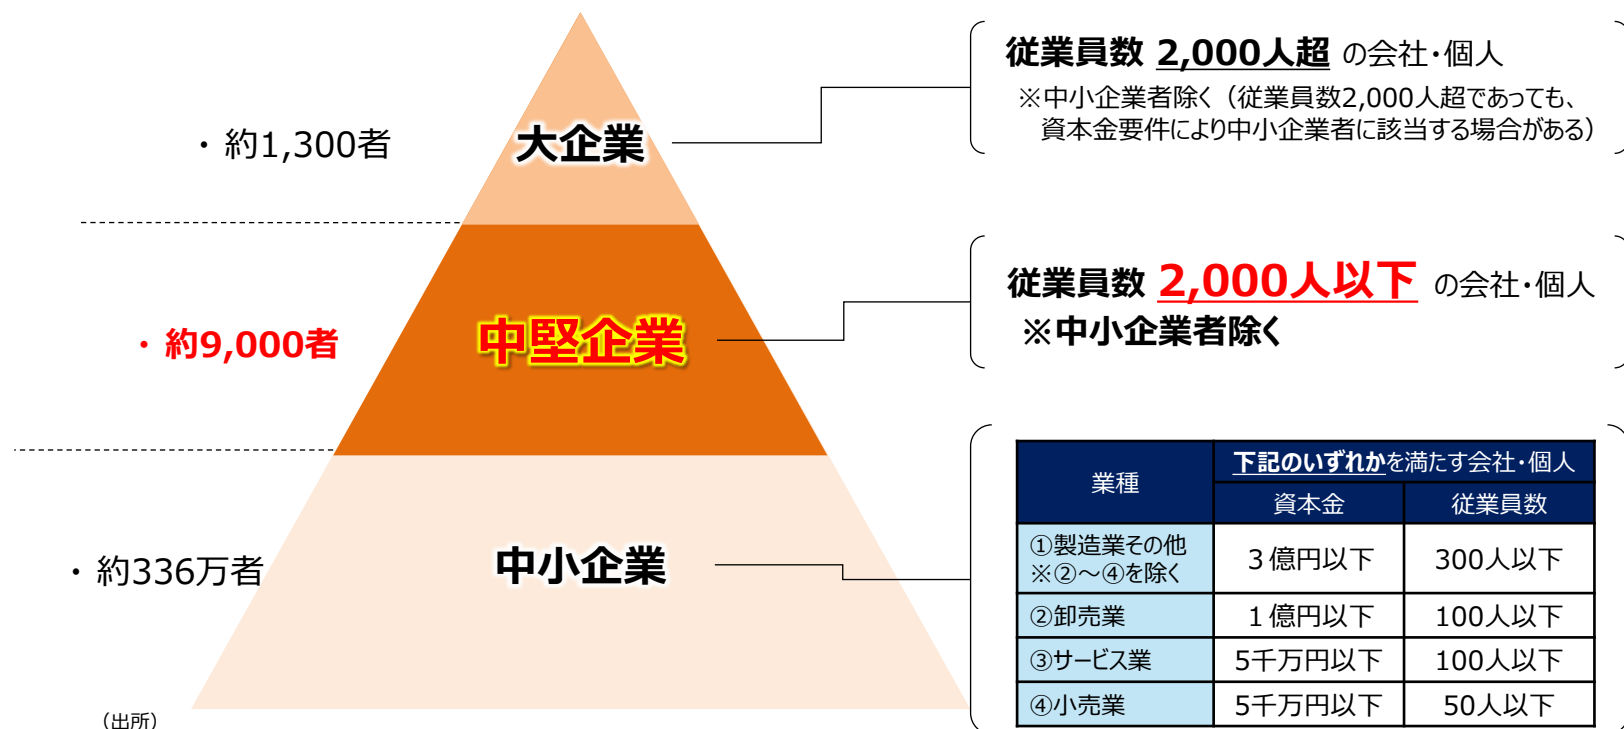 従業員数 2,000人超 の会社・個人
※中小企業者除く（従業員数2,000人超であっても、
資本金要件により中小企業者に該当する場合がある）
・約1,300者
大企業
従業員数 2,000人以下 の会社・個人
※中小企業者除く
・約9,000者
中堅企業
業種
下記のいずれかを満たす会社・個人
資本金 従業員数
①製造業その他
※②～④を除く
３億円以下 300人以下
②卸売業 １億円以下 100人以下
③サービス業 5千万円以下 100人以下
④小売業 5千万円以下 50人以下
・約336万者
中小企業
（出所）